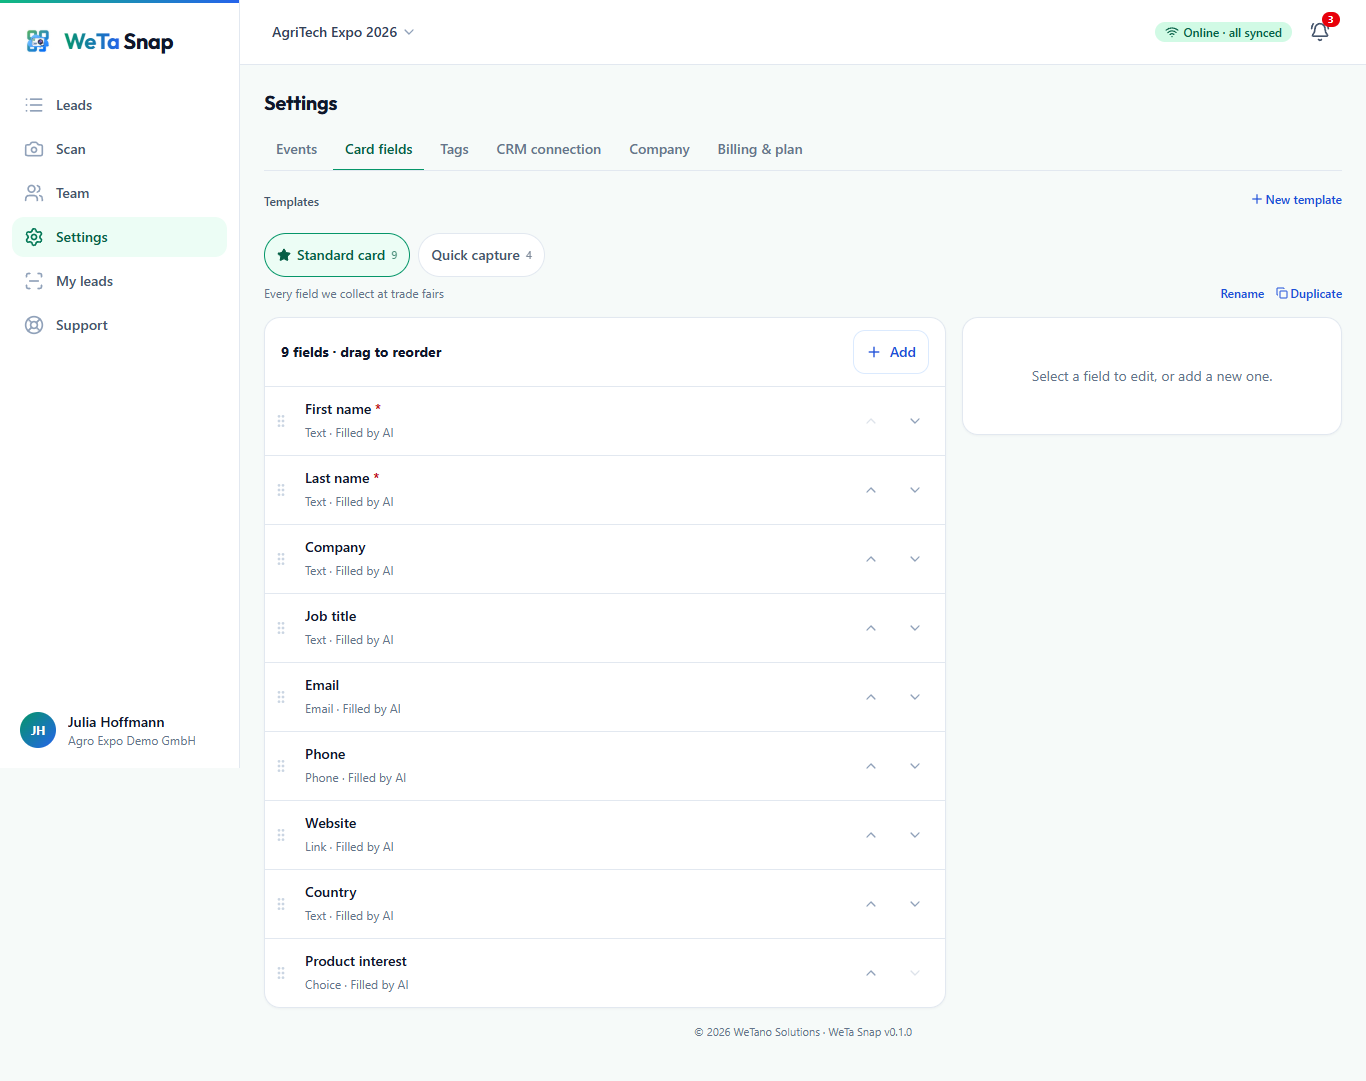 WeTa Snap
AgriTech Expo 2026
Online · all synced
3
Leads
Scan
Team
Settings
My leads
Support
Settings
Events
Card fields
Tags
CRM connection
Company
Billing & plan
Templates
+ New template
Standard card 9
Quick capture 4
Every field we collect at trade fairs
Rename
Duplicate
9 fields · drag to reorder
+ Add
Select a field to edit, or add a new one.
First name *
Text · Filled by AI
Last name *
Text · Filled by AI
Company
Text · Filled by AI
Job title
Text · Filled by AI
Email
Email · Filled by AI
Phone
Phone · Filled by AI
Website
Link · Filled by AI
Country
Text · Filled by AI
Product interest
Choice · Filled by AI
JH
Julia Hoffmann
Agro Expo Demo GmbH
© 2026 WeTano Solutions · WeTa Snap v0.1.0